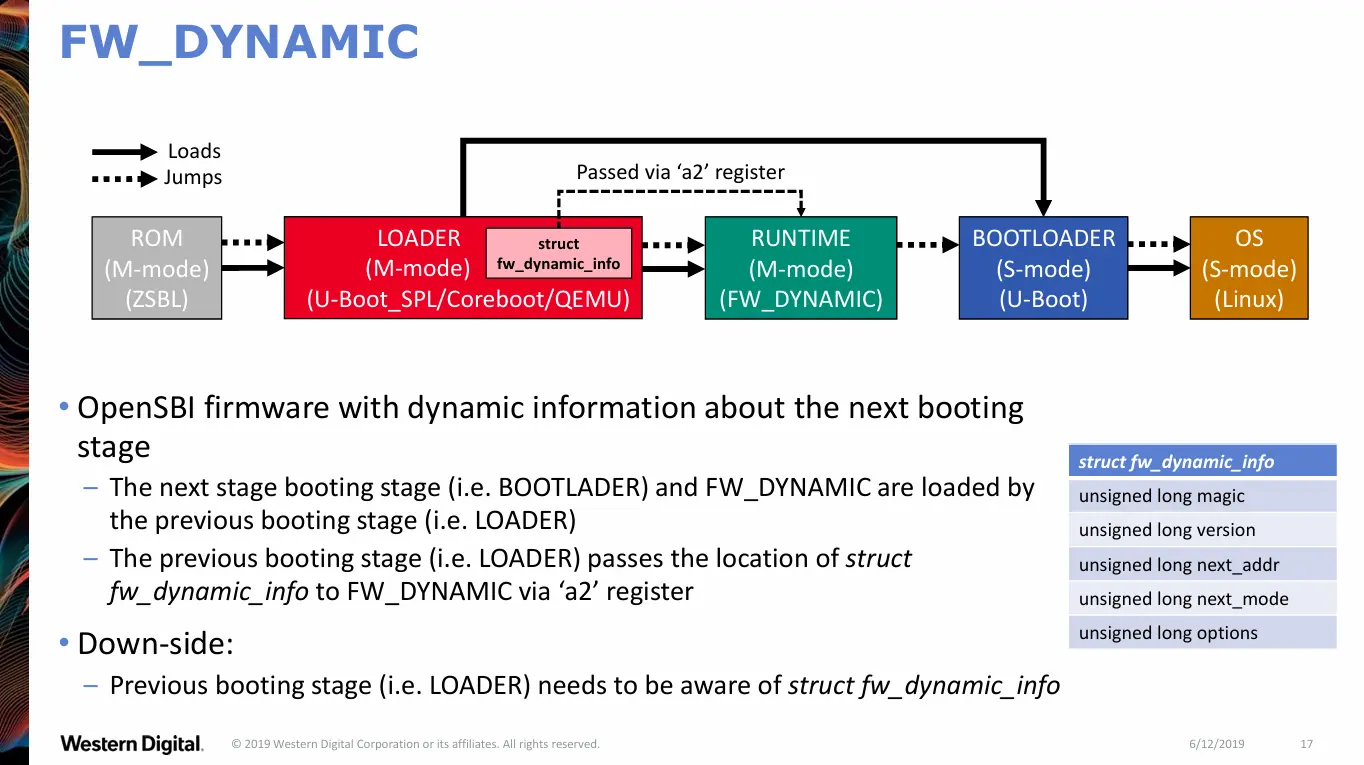 FW_DYNAMIC
Loads
Jumps
Passed via ‘a2’ register
ROM
(M-mode)
(ZSBL)
LOADER
(M-mode)
(U-Boot_SPL/Coreboot/QEMU)
struct
fw_dynamic_info
RUNTIME
(M-mode)
(FW_DYNAMIC)
BOOTLOADER
(S-mode)
(U-Boot)
OS
(S-mode)
(Linux)
• OpenSBI firmware with dynamic information about the next booting
stage
– The next stage booting stage (i.e. BOOTLADER) and FW_DYNAMIC are loaded by
the previous booting stage (i.e. LOADER)
– The previous booting stage (i.e. LOADER) passes the location of struct
fw_dynamic_info to FW_DYNAMIC via ‘a2’ register
• Down-side:
– Previous booting stage (i.e. LOADER) needs to be aware of struct fw_dynamic_info
struct fw_dynamic_info
unsigned long magic
unsigned long version
unsigned long next_addr
unsigned long next_mode
unsigned long options
Western Digital.
© 2019 Western Digital Corporation or its affiliates. All rights reserved.
6/12/2019
17